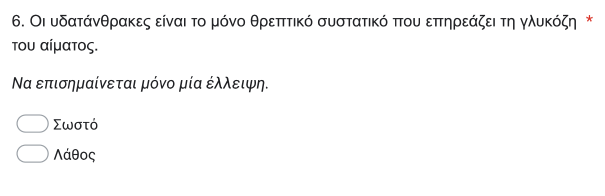 6. Οι υδατάνθρακες είναι το μόνο θρεπτικό συστατικό που επηρεάζει τη γλυκόζη *
του αίματος.
Να επισημαίνεται μόνο μία έλλειψη.
Σωστό
Λάθος